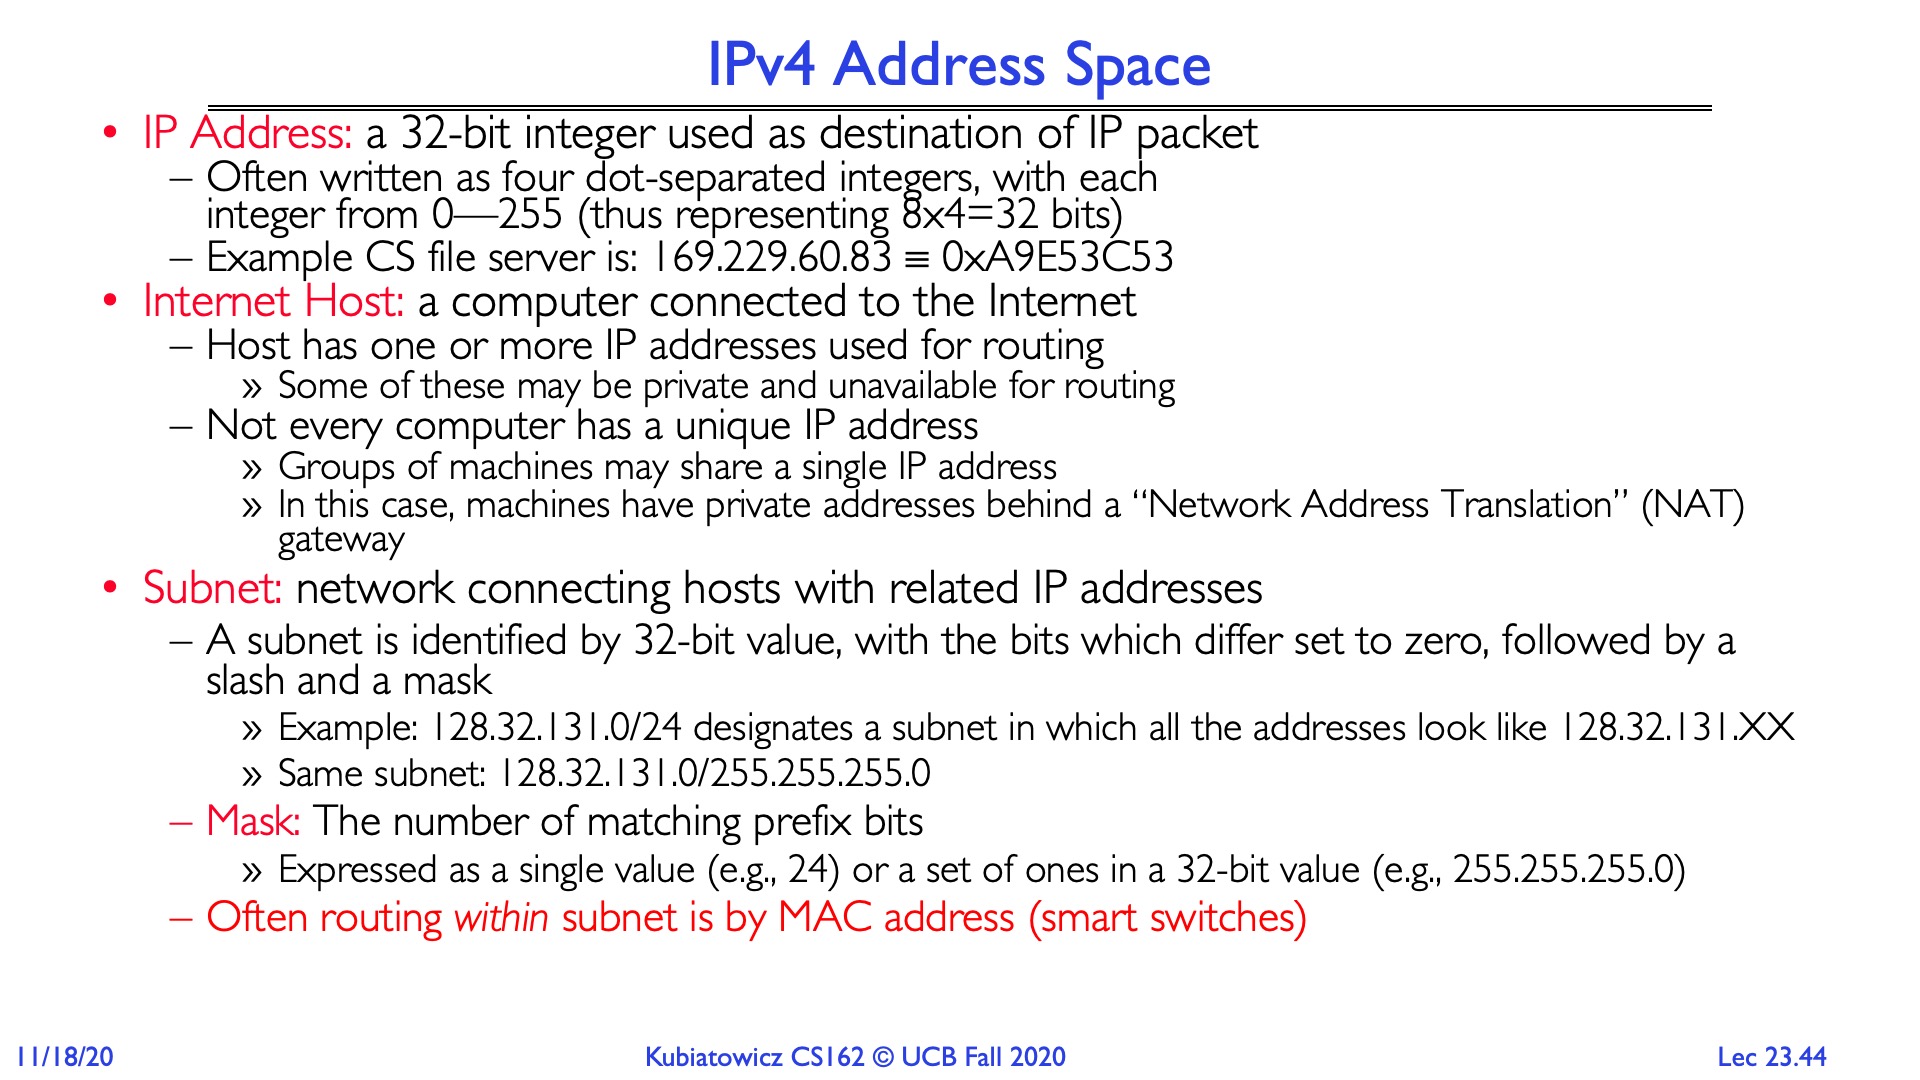 IPv4 Address Space
• IP Address: a 32-bit integer used as destination of IP packet
– Often written as four dot-separated integers, with each
integer from 0—255 (thus representing 8x4=32 bits)
– Example CS file server is: 169.229.60.83 ≡ 0xA9E53C53
• Internet Host: a computer connected to the Internet
– Host has one or more IP addresses used for routing
» Some of these may be private and unavailable for routing
– Not every computer has a unique IP address
» Groups of machines may share a single IP address
» In this case, machines have private addresses behind a “Network Address Translation” (NAT)
gateway
• Subnet: network connecting hosts with related IP addresses
– A subnet is identified by 32-bit value, with the bits which differ set to zero, followed by a
slash and a mask
» Example: 128.32.131.0/24 designates a subnet in which all the addresses look like 128.32.131.XX
» Same subnet: 128.32.131.0/255.255.255.0
– Mask: The number of matching prefix bits
» Expressed as a single value (e.g., 24) or a set of ones in a 32-bit value (e.g., 255.255.255.0)
– Often routing within subnet is by MAC address (smart switches)
11/18/20
Kubiatowicz CS162 © UCB Fall 2020
Lec 23.44